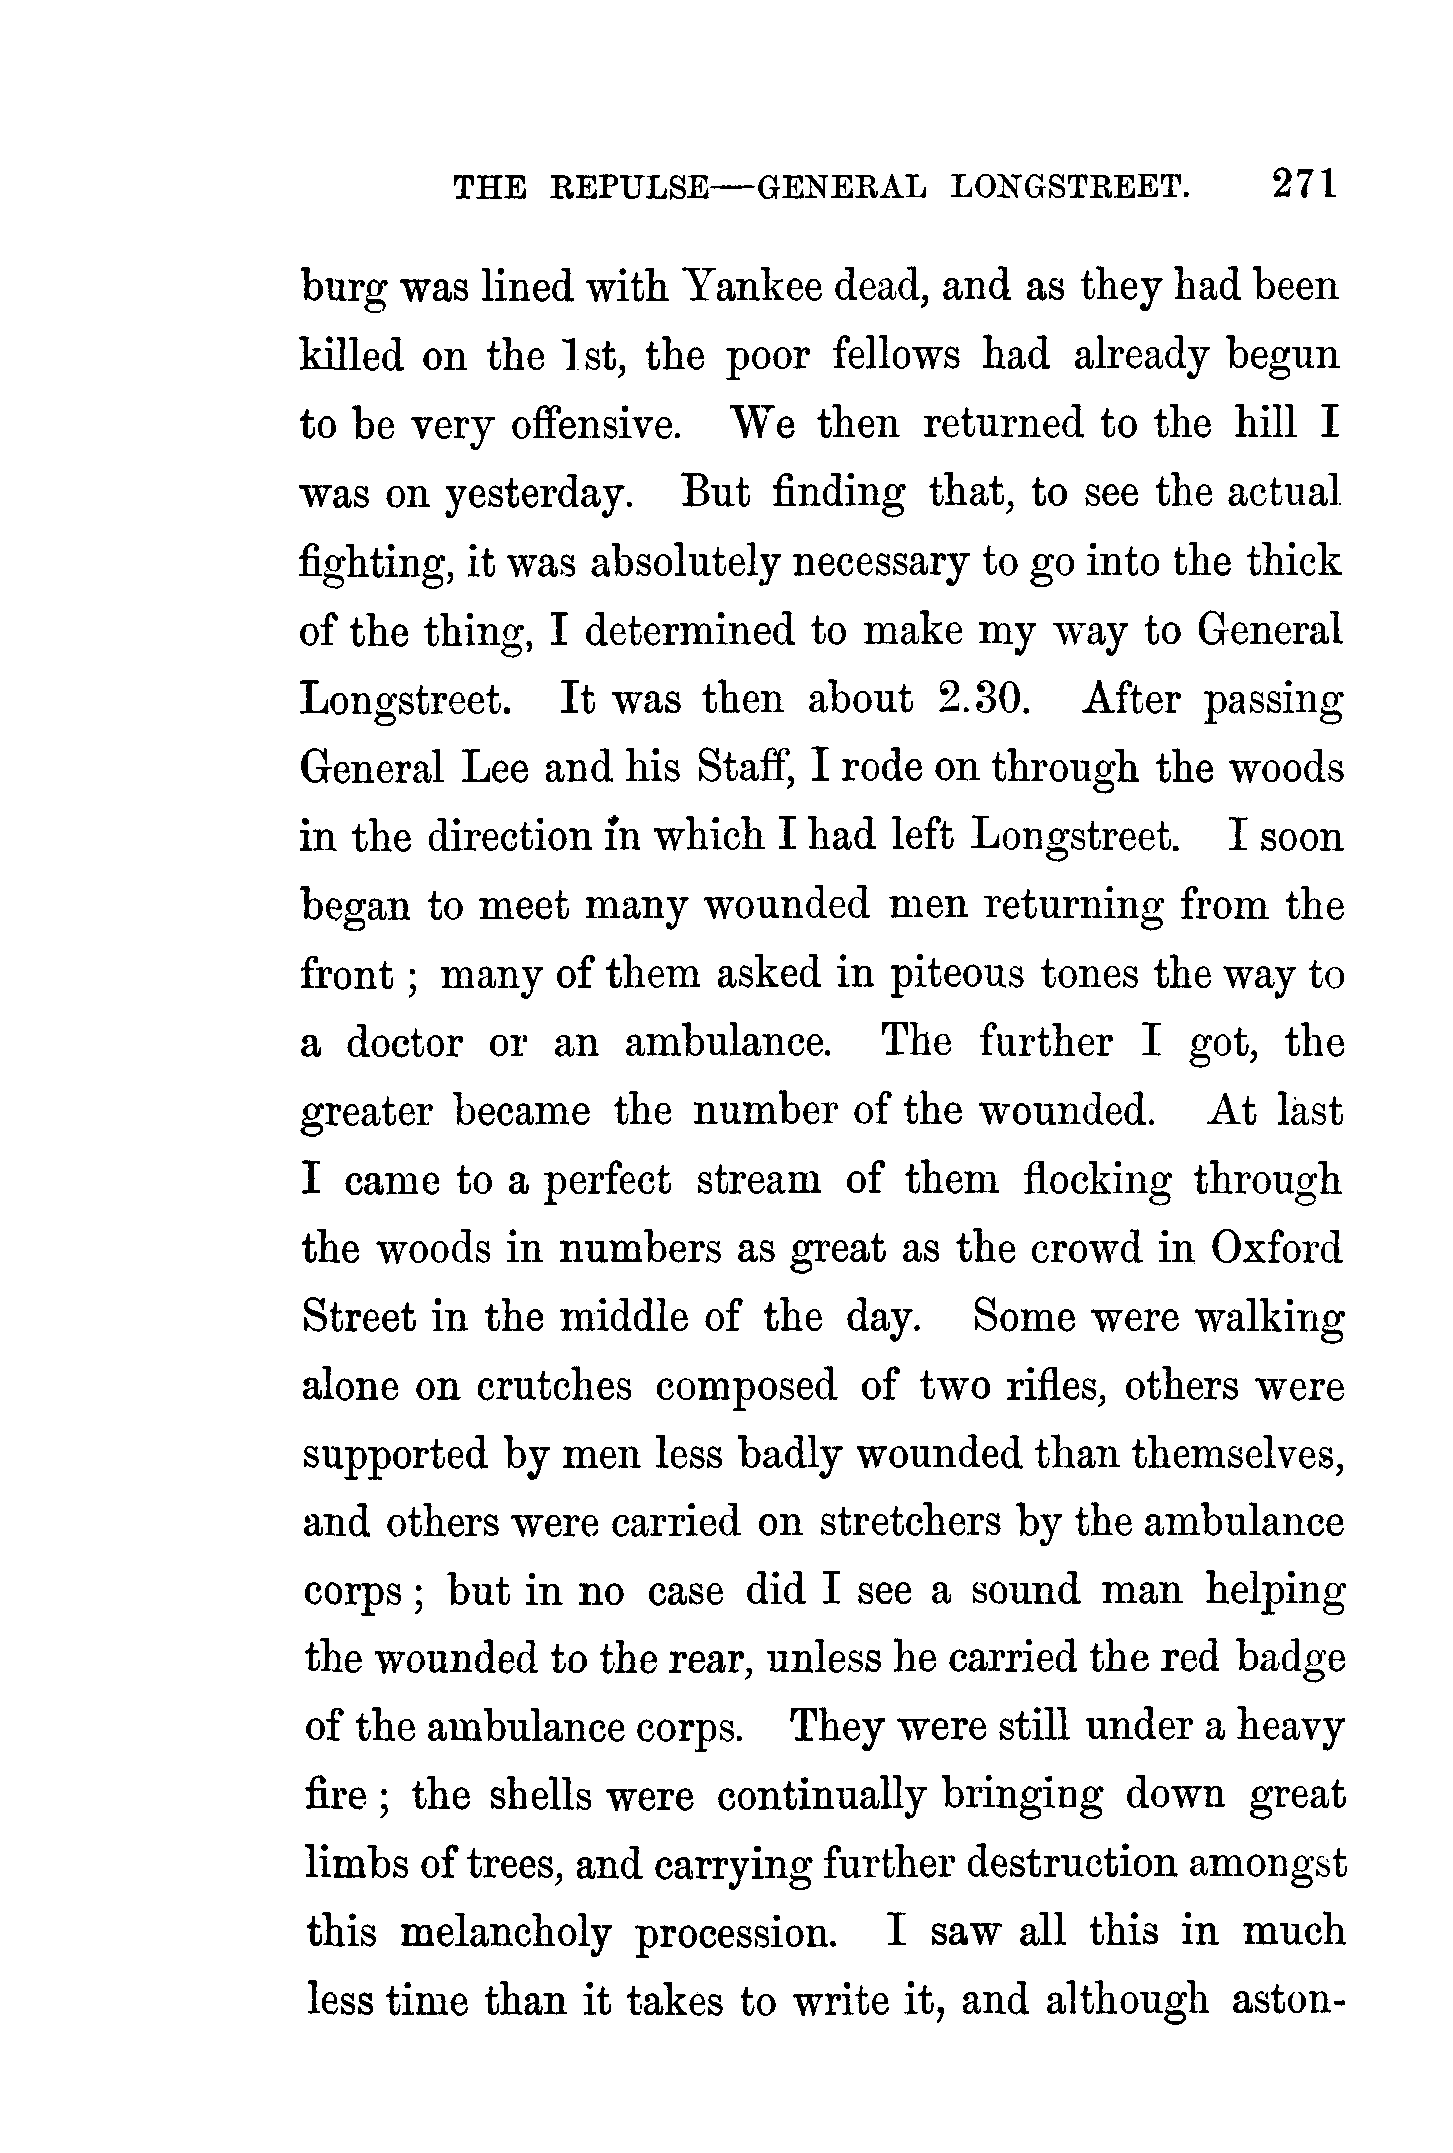 THE REPULSE—GENERAL LONGSTREET. 271
burg was lined with Yankee dead, and as they had been
killed on the 1st, the poor fellows had already begun
to be very offensive. We then returned to the hill I
was on yesterday. But finding that, to see the actual
fighting, it was absolutely necessary to go into the thick
of the thing, I determined to make my way to General
Longstreet. It was then about 2.30. After passing
General Lee and his Staff, I rode on through the woods
in the direction in which I had left Longstreet. I soon
began to meet many wounded men returning from the
front ; many of them asked in piteous tones the way to
a doctor or an ambulance. The further I got, the
greater became the number of the wounded. At last
I came to a perfect stream of them flocking through
the woods in numbers as great as the crowd in Oxford
Street in the middle of the day. Some were walking
alone on crutches composed of two rifles, others were
supported by men less badly wounded than themselves,
and others were carried on stretchers by the ambulance
corps ; but in no case did I see a sound man helping
the wounded to the rear, unless he carried the red badge
of the ambulance corps. They were still under a heavy
fire ; the shells were continually bringing down great
limbs of trees, and carrying further destruction amongst
this melancholy procession. I saw all this in much
less time than it takes to write it, and although aston-